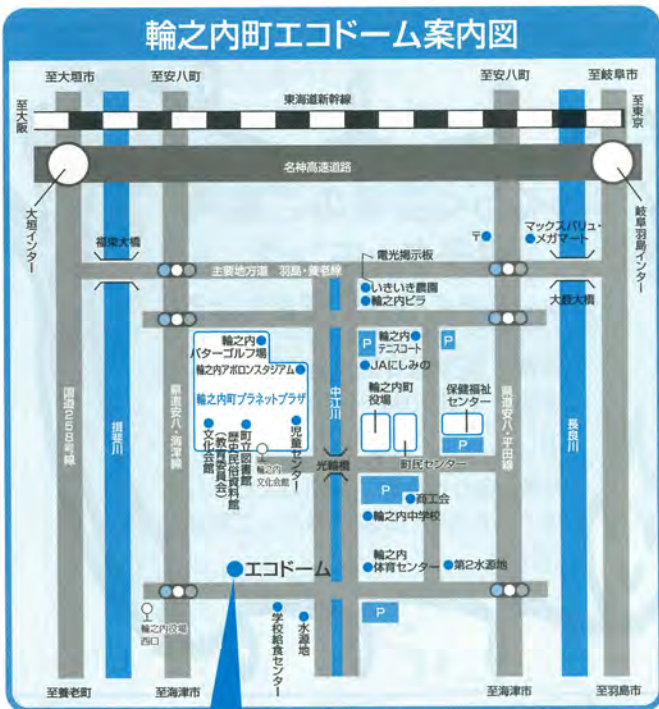 輪之内町エコドーム案内図
至大垣市
至安八町
至安八町
至岐阜市
至大阪
東海道新幹線
至東京
名神高速道路
大垣インター
岐阜羽島インター
福束大橋
〒
マックスバリュ・
メガマート
電光掲示板
主要地方道 羽島・養老線
いきいき農園
輪之内ビラ
大藪大橋
輪之内
パターゴルフ場
輪之内アポロンスタジアム
輪之内町プラネットプラザ
P
輪之内
テニスコート
P
JAにしみの
輪之内町
役場
保健福祉
センター
P
町民センター
国道258号線
揖斐川
県道安八・海津線
中江川
県道安八・平田線
長良川
文化会館
(教育委員会)
歴史民俗資料館
町立図書館
児童センター
輪之内
文化会館
光輪橋
P
商工会
輪之内中学校
エコドーム
輪之内
体育センター
第2水源地
輪之内役場
西口
学校給食センター
水源地
P
至養老町
至海津市
至海津市
至羽島市